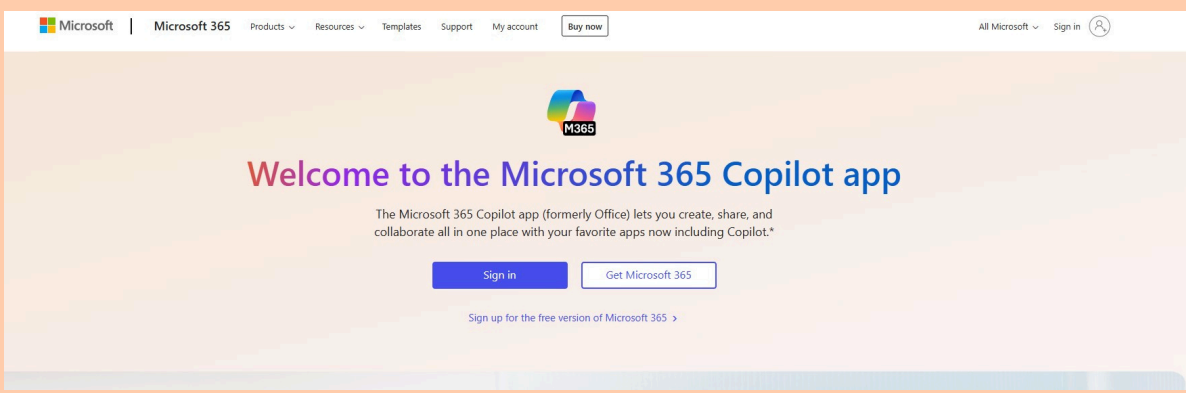 Microsoft | Microsoft 365 Products Resources Templates Support My account Buy now All Microsoft Sign in
M365
Welcome to the Microsoft 365 Copilot app
The Microsoft 365 Copilot app (formerly Office) lets you create, share, and
collaborate all in one place with your favorite apps now including Copilot.*
Sign in Get Microsoft 365
Sign up for the free version of Microsoft 365 >